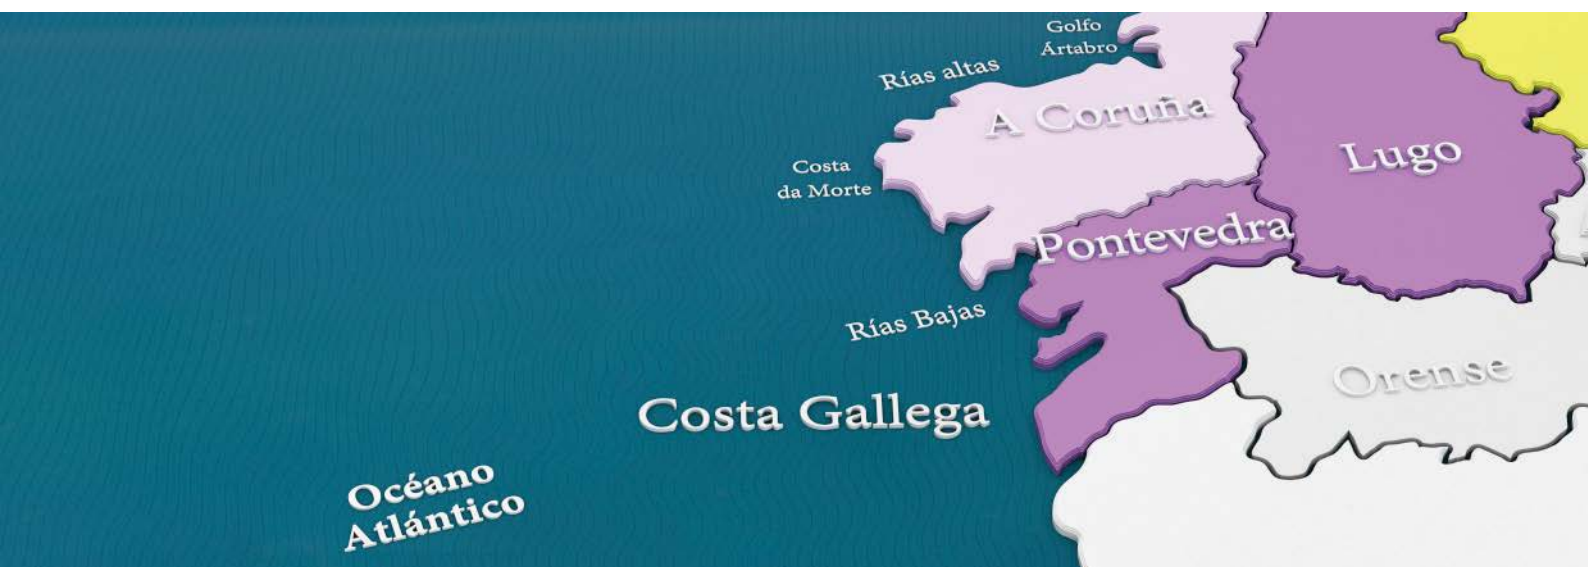 Golfo
Ártabro
Rías altas
A Coruña
Lugo
Costa
da Morte
Pontevedra
Rías Bajas
Orense
Costa Gallega
Océano
Atlántico